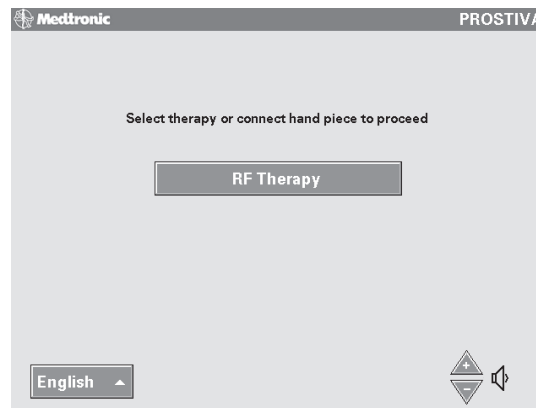 Medtronic PROSTIVA
Select therapy or connect hand piece to proceed
RF Therapy
English
+
−